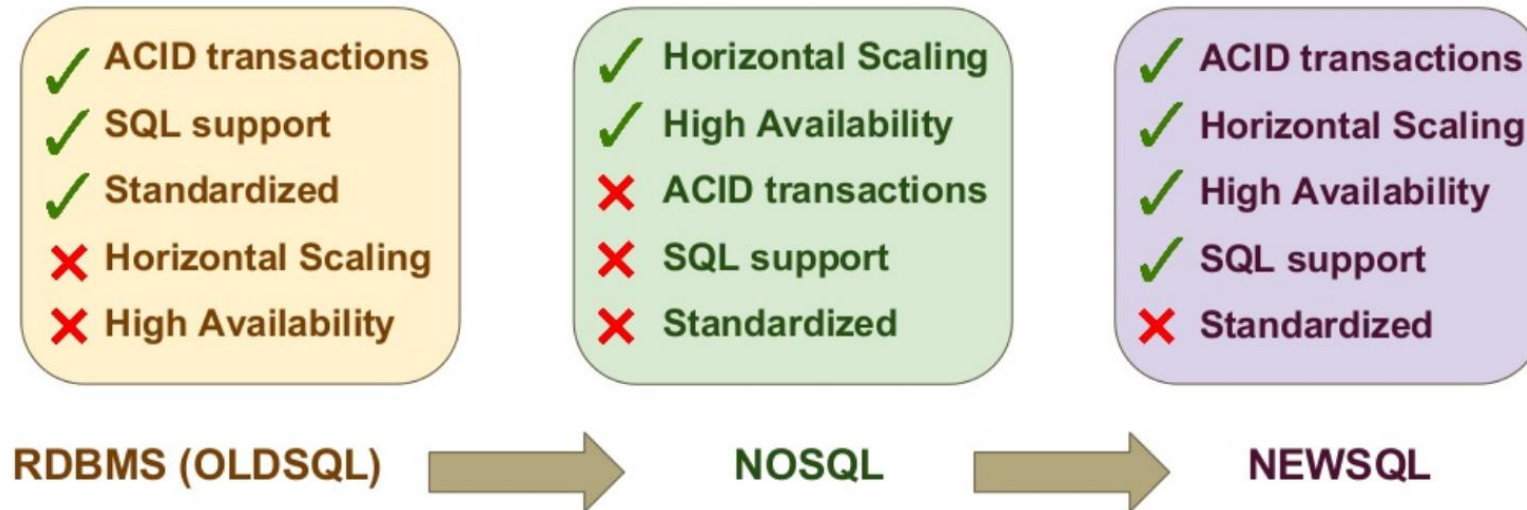 ACID transactions
SQL support
Standardized
Horizontal Scaling
High Availability
Horizontal Scaling
High Availability
ACID transactions
SQL support
Standardized
ACID transactions
Horizontal Scaling
High Availability
SQL support
Standardized
RDBMS (OLDSQL)
NOSQL
NEWSQL